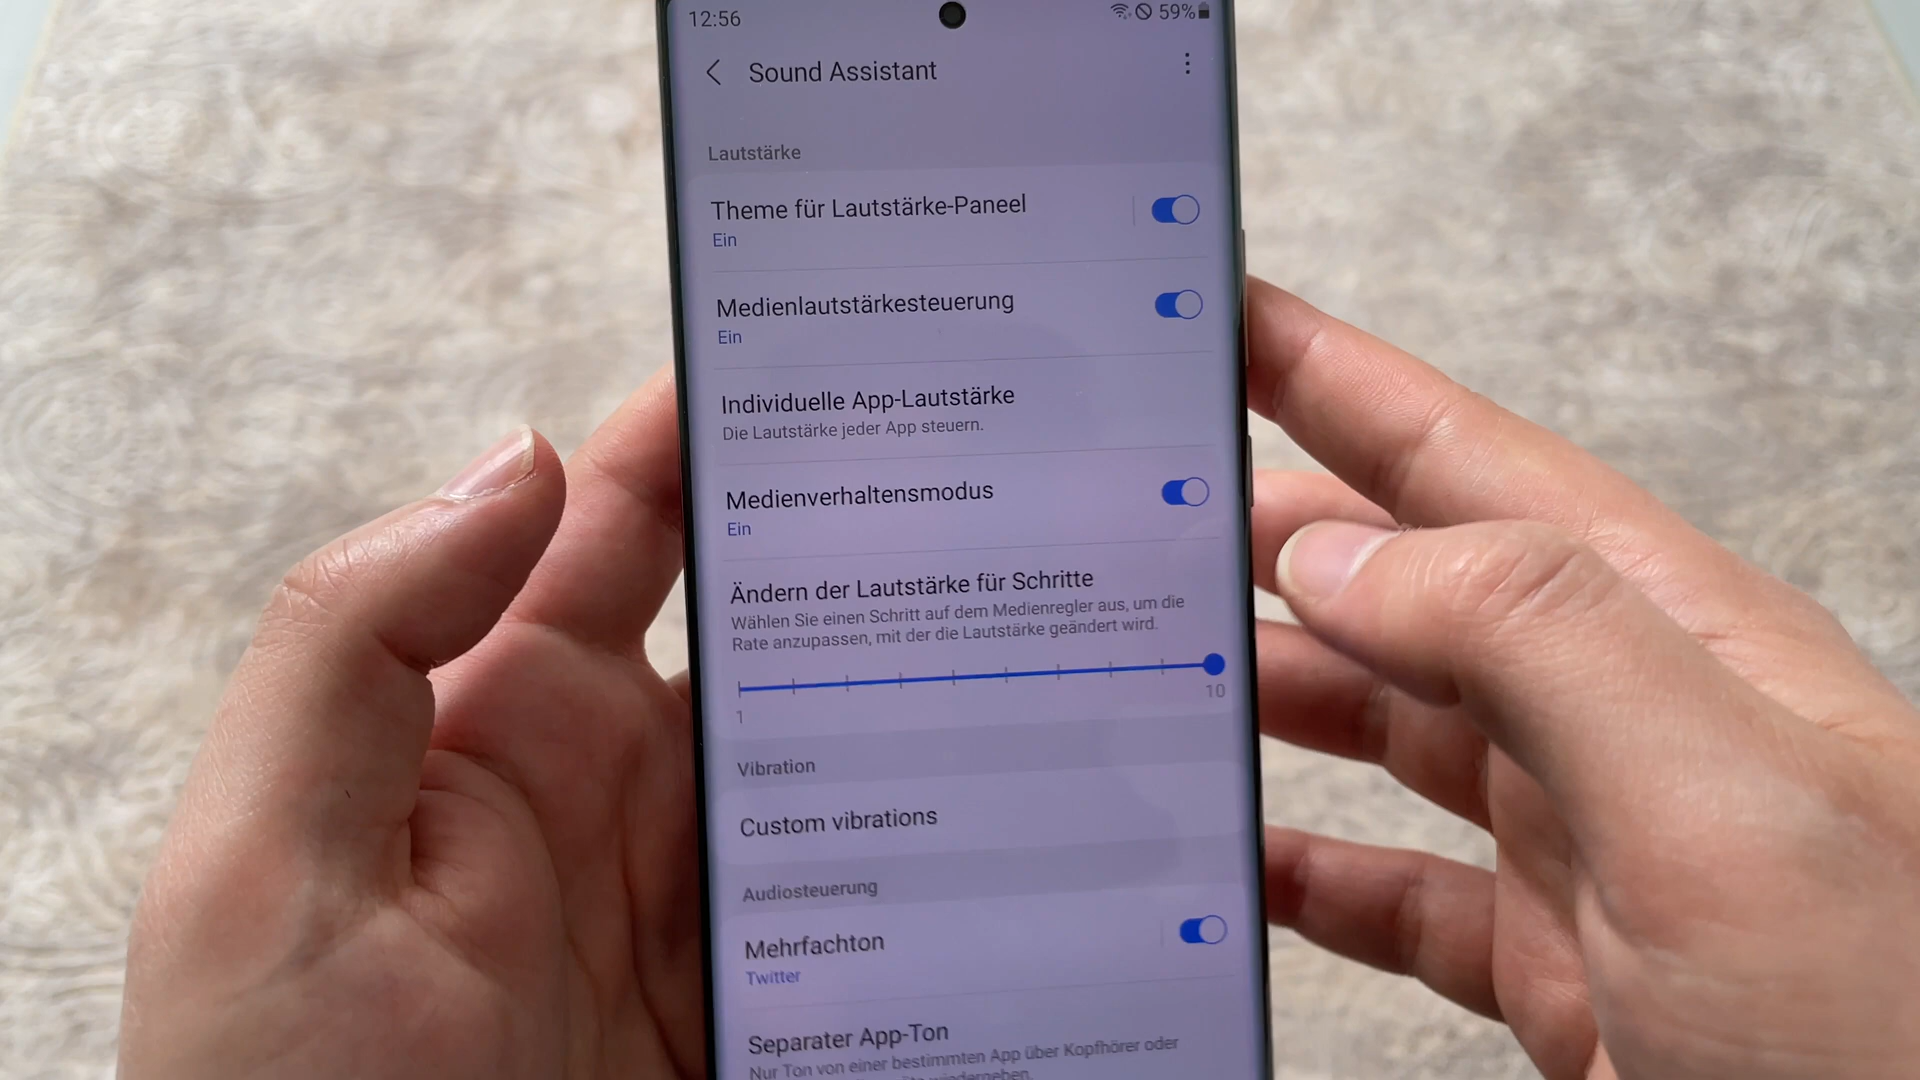 12:56
59%
Sound Assistant
Lautstärke
Theme für Lautstärke-Paneel
Ein
Medienlautstärkesteuerung
Ein
Individuelle App-Lautstärke
Die Lautstärke jeder App steuern.
Medienverhaltensmodus
Ein
Ändern der Lautstärke für Schritte
Wählen Sie einen Schritt auf dem Medienregler aus, um die
Rate anzupassen, mit der die Lautstärke geändert wird.
1
10
Vibration
Custom vibrations
Audiosteuerung
Mehrfachton
Twitter
Separater App-Ton
Nur Ton von einer bestimmten App über Kopfhörer oder
wiedergeben.